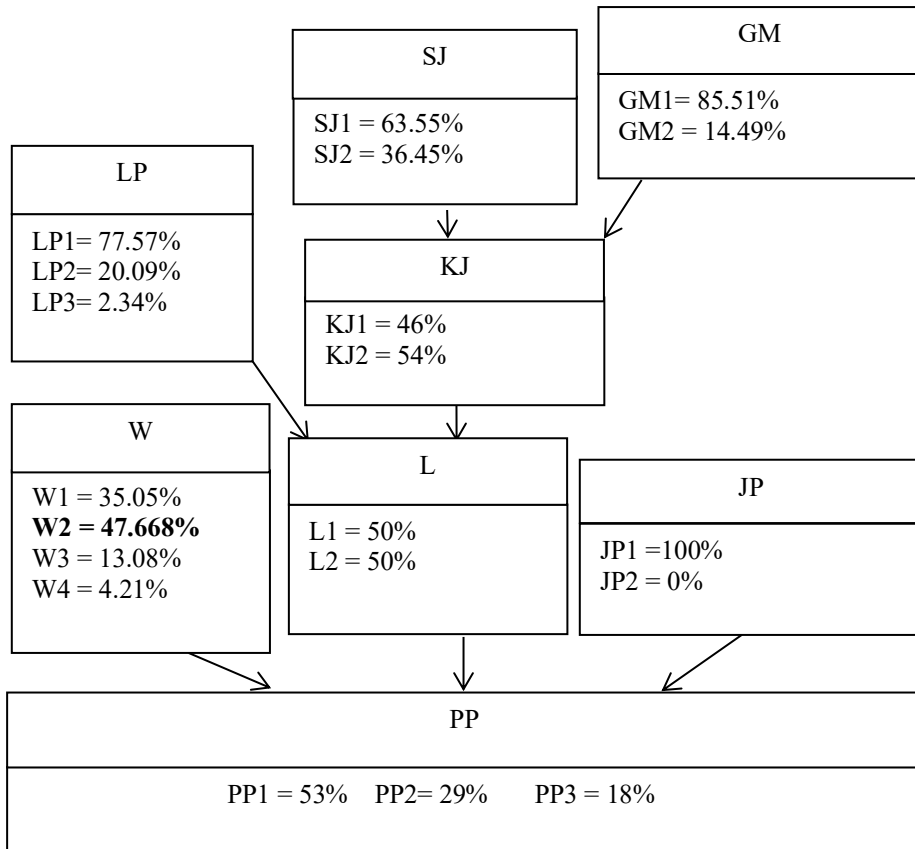 SJ
SJ1 = 63.55%
SJ2 = 36.45%
GM
GM1= 85.51%
GM2 = 14.49%
LP
LP1= 77.57%
LP2= 20.09%
LP3= 2.34%
KJ
KJ1 = 46%
KJ2 = 54%
W
W1 = 35.05%
W2 = 47.668%
W3 = 13.08%
W4 = 4.21%
L
L1 = 50%
L2 = 50%
JP
JP1 =100%
JP2 = 0%
PP
PP1 = 53% PP2= 29% PP3 = 18%